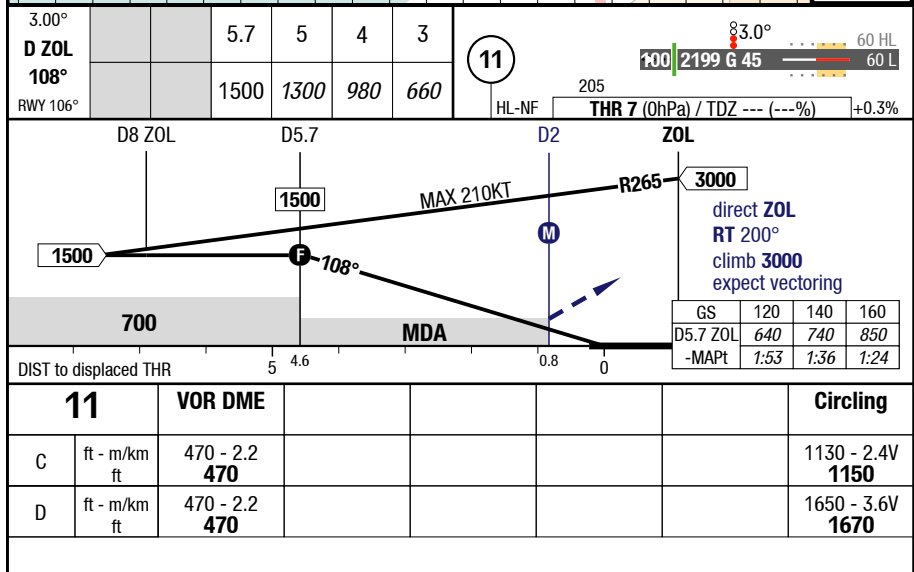 3.00°
D ZOL
108°
RWY 106°
5.7 5 4 3
1500 1300 980 660
11
HL-NF
3.0°
60 HL
2199 G 45
60 L
205
THR 7 (0hPa) / TDZ --- (---%)
+0.3%
D8 ZOL D5.7 D2 ZOL
1500
MAX 210KT
R265
3000
1500
F
108°
M
direct ZOL
RT 200°
climb 3000
expect vectoring
700
MDA
GS 120 140 160
D5.7 ZOL 640 740 850
-MAPt 1:53 1:36 1:24
DIST to displaced THR
5 4.6 0.8 0
11 VOR DME Circling
C ft - m/km 470 - 2.2 1130 - 2.4V
ft 470 1150
D ft - m/km 470 - 2.2 1650 - 3.6V
ft 470 1670